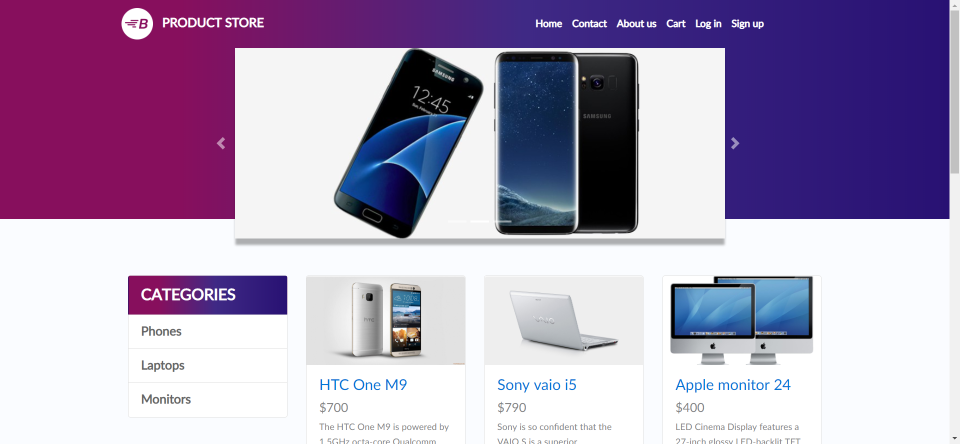 B PRODUCT STORE
Home Contact About us Cart Log in Sign up
12:45
SAMSUNG
CATEGORIES
Phones
Laptops
Monitors
VAIO
HTC One M9
$700
The HTC One M9 is powered by
1.5GHz octa-core Qualcomm
Sony vaio i5
$790
Sony is so confident that the
VAIO S is a superior
Apple monitor 24
$400
LED Cinema Display features a
27-inch glossy LED-backlit TFT